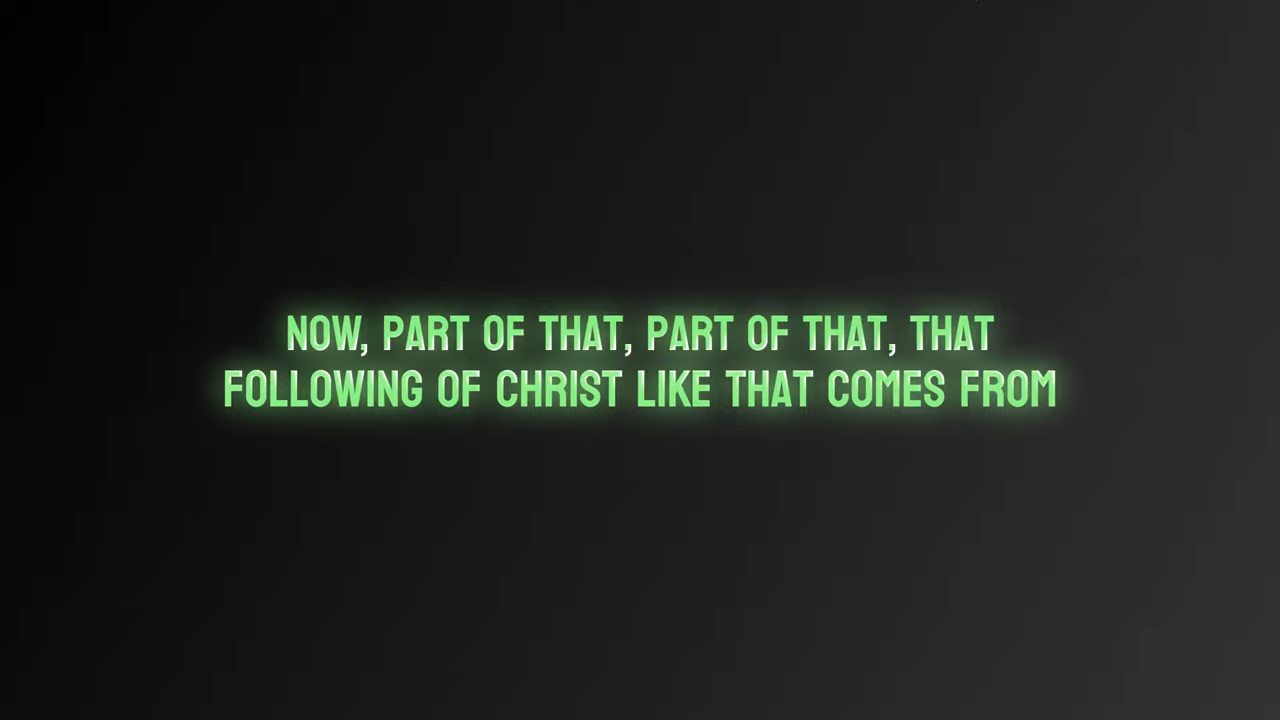 NOW, PART OF THAT, PART OF THAT, THAT
FOLLOWING OF CHRIST LIKE THAT COMES FROM